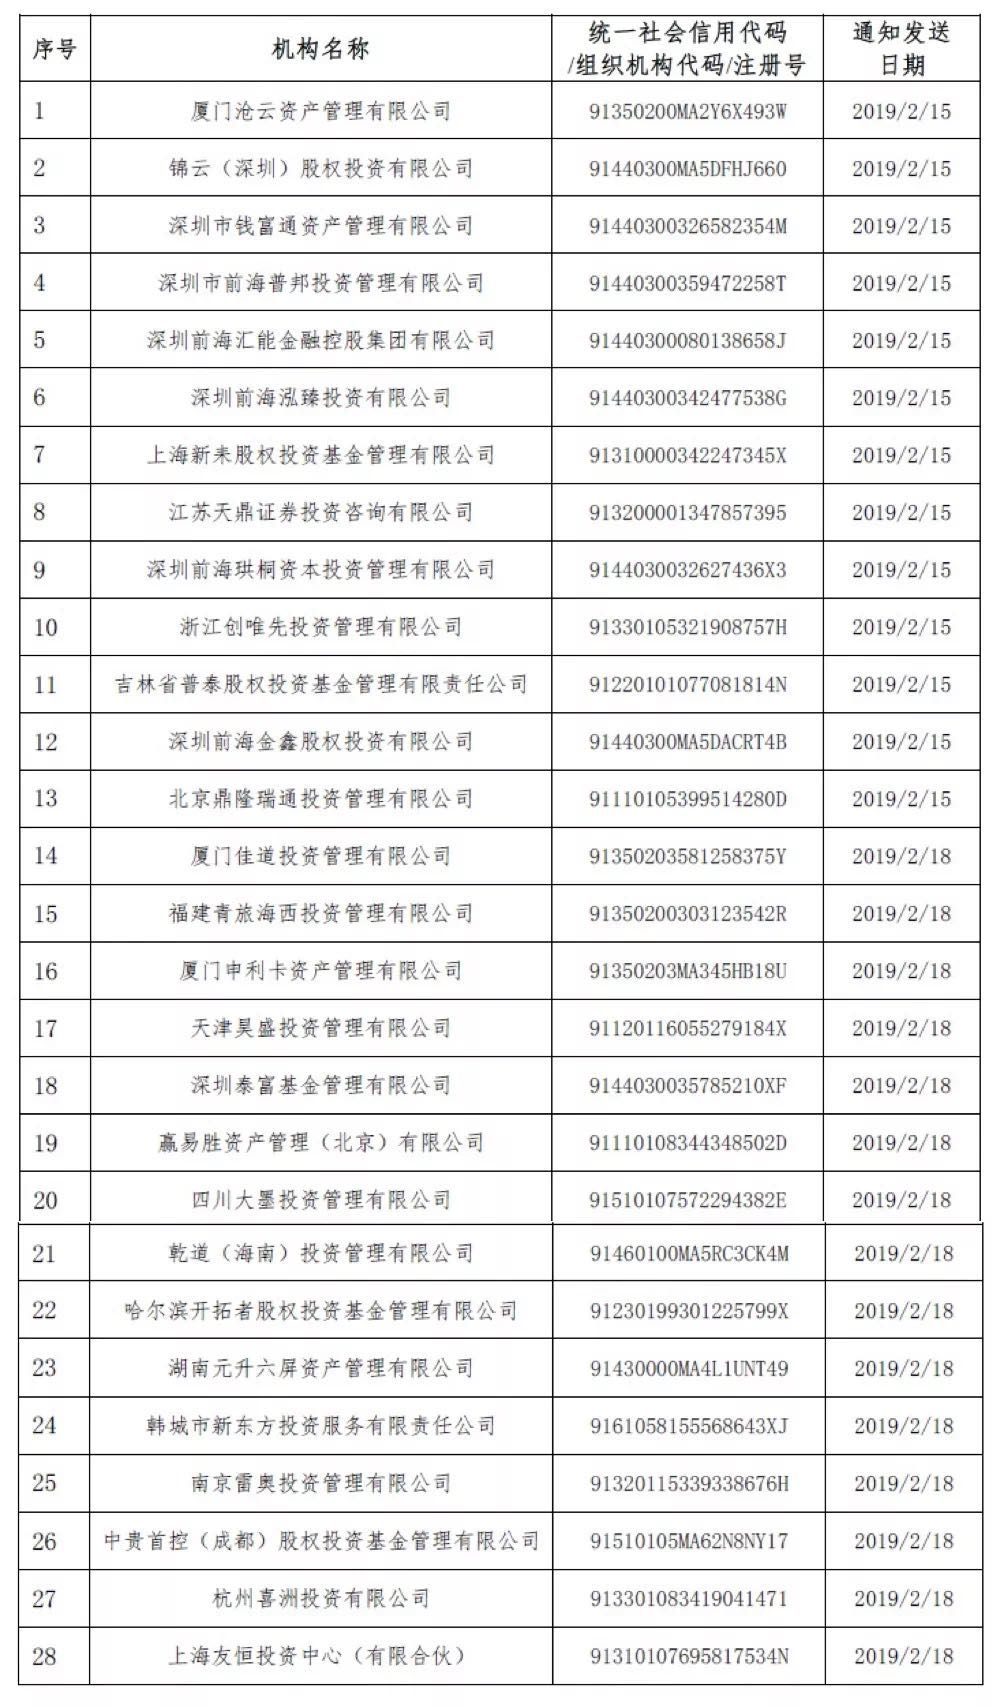 序号 机构名称 统一社会信用代码 通知发送
/组织机构代码/注册号 日期
1 厦门沧云资产管理有限公司 91350200MA2Y6X493W 2019/2/15
2 锦云（深圳）股权投资有限公司 91440300MA5DFHJ660 2019/2/15
3 深圳市钱富通资产管理有限公司 91440300326582354M 2019/2/15
4 深圳市前海普邦投资管理有限公司 91440300359472258T 2019/2/15
5 深圳前海汇能金融控股集团有限公司 91440300080138658J 2019/2/15
6 深圳前海泓臻投资有限公司 91440300342477538G 2019/2/15
7 上海新耒股权投资基金管理有限公司 91310000342247345X 2019/2/15
8 江苏天鼎证券投资咨询有限公司 913200001347857395 2019/2/15
9 深圳前海珙桐资本投资管理有限公司 9144030032627436X3 2019/2/15
10 浙江创唯先投资管理有限公司 91330105321908757H 2019/2/15
11 吉林省普泰股权投资基金管理有限责任公司 91220101077081814N 2019/2/15
12 深圳前海金鑫股权投资有限公司 91440300MA5DACRT4B 2019/2/15
13 北京鼎隆瑞通投资管理有限公司 91110105399514280D 2019/2/15
14 厦门佳道投资管理有限公司 91350203581258375Y 2019/2/18
15 福建青旅海西投资管理有限公司 91350200303123542R 2019/2/18
16 厦门申利卡资产管理有限公司 91350203MA345HB18U 2019/2/18
17 天津昊盛投资管理有限公司 91120116055279184X 2019/2/18
18 深圳泰富基金管理有限公司 9144030035785210XF 2019/2/18
19 赢易胜资产管理（北京）有限公司 91110108344348502D 2019/2/18
20 四川大墨投资管理有限公司 91510107572294382E 2019/2/18
21 乾道（海南）投资管理有限公司 91460100MA5RC3CK4M 2019/2/18
22 哈尔滨开拓者股权投资基金管理有限公司 91230199301225799X 2019/2/18
23 湖南元升六屏资产管理有限公司 91430000MA4L1UNT49 2019/2/18
24 韩城市新东方投资服务有限责任公司 9161058155568643XJ 2019/2/18
25 南京雷奥投资管理有限公司 91320115339338676H 2019/2/18
26 中贵首控（成都）股权投资基金管理有限公司 91510105MA62N8NY17 2019/2/18
27 杭州喜洲投资有限公司 913301083419041471 2019/2/18
28 上海友恒投资中心（有限合伙） 91310107695817534N 2019/2/18